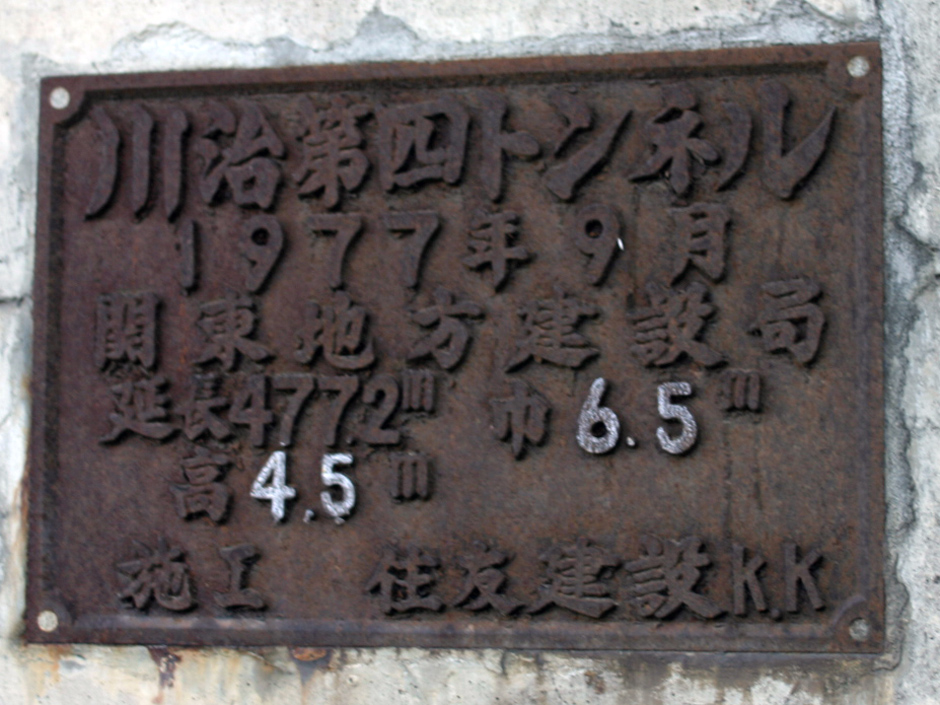 川治第四トンネル
1977年9月
関東地方建設局
延長477.2m 巾6.5m
高4.5m
施工 住友建設K.K